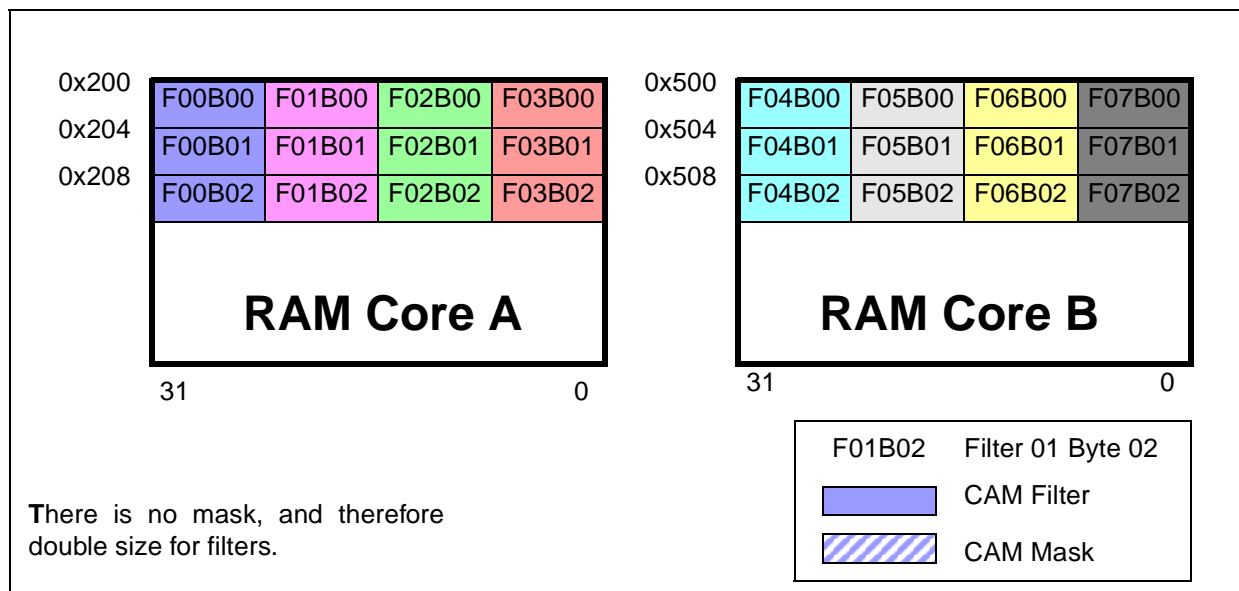 0x200
0x204
0x208
F00B00 F01B00 F02B00 F03B00
F00B01 F01B01 F02B01 F03B01
F00B02 F01B02 F02B02 F03B02
RAM Core A
31 0
0x500
0x504
0x508
F04B00 F05B00 F06B00 F07B00
F04B01 F05B01 F06B01 F07B01
F04B02 F05B02 F06B02 F07B02
RAM Core B
31 0
There is no mask, and therefore
double size for filters.
F01B02 Filter 01 Byte 02
CAM Filter
CAM Mask